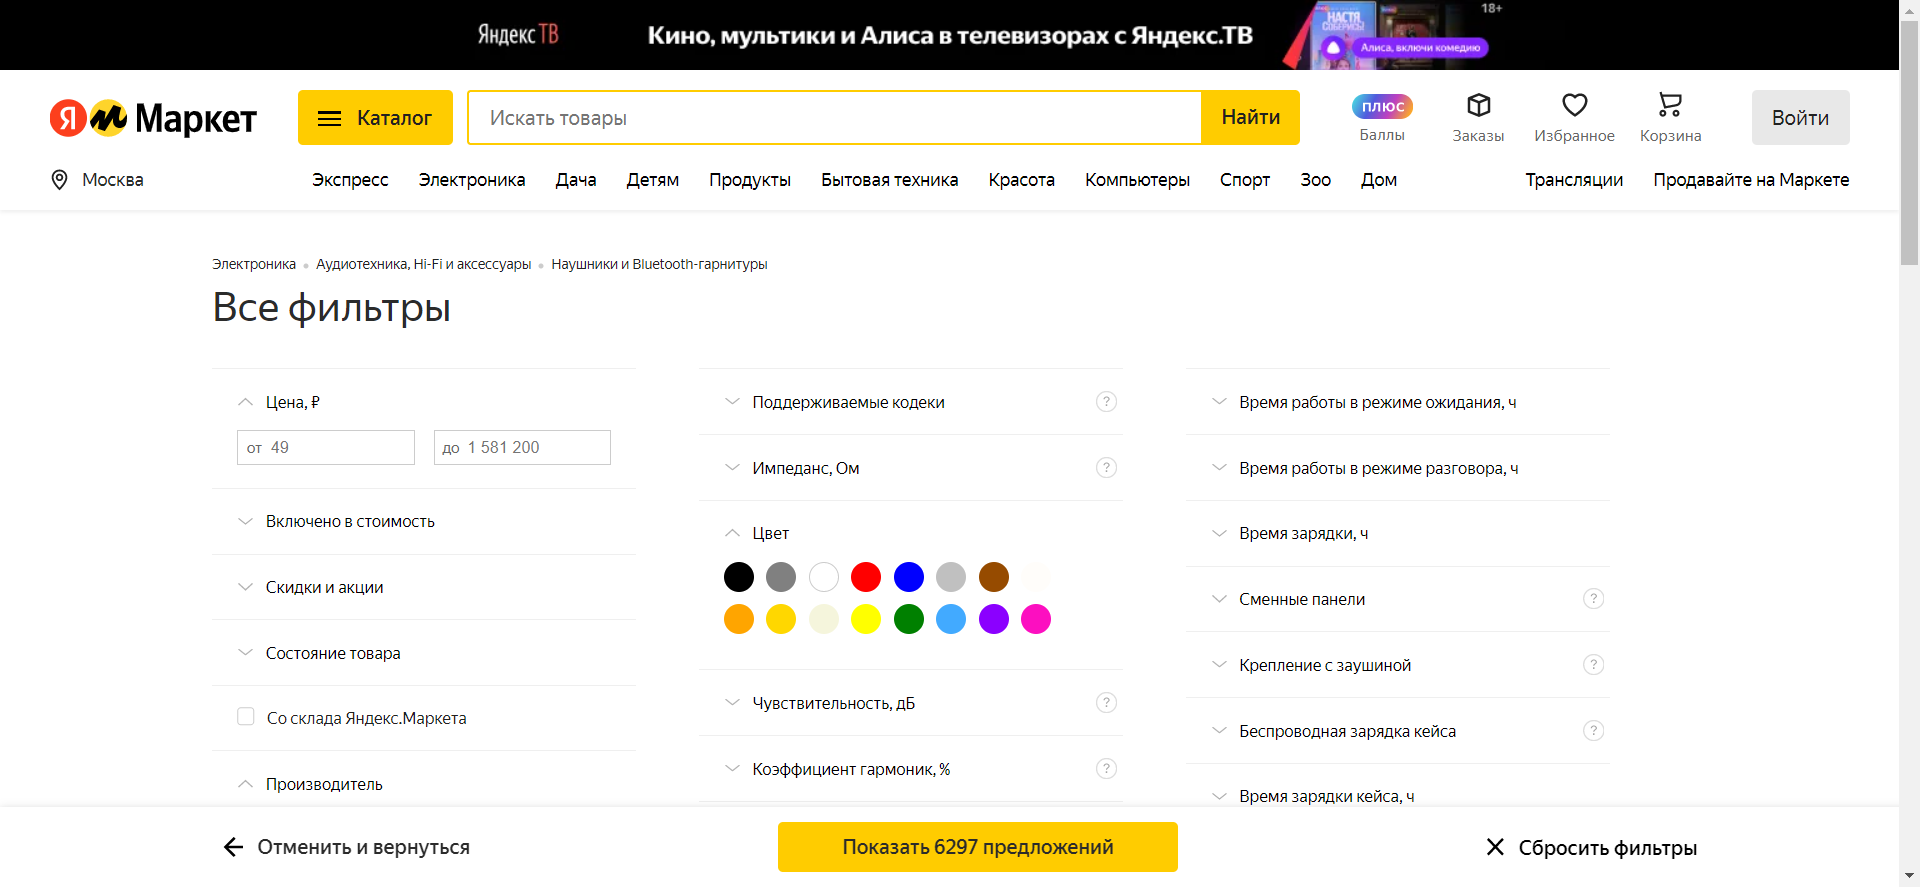 Яндекс ТВ
Кино, мультики и Алиса в телевизорах с Яндекс.ТВ
НАСТЯ
СОБЕРИСЬ!
Алиса, включи комедию
18+
Я М Маркет
Каталог
Искать товары
Найти
плюс
Баллы
Заказы
Избранное
Корзина
Войти
Москва
Экспресс
Электроника
Дача
Детям
Продукты
Бытовая техника
Красота
Компьютеры
Спорт
Зоо
Дом
Трансляции
Продавайте на Маркете
Электроника
Аудиотехника, Hi-Fi и аксессуары
Наушники и Bluetooth-гарнитуры
Все фильтры
Цена, ₽
от 49
до 1 581 200
Включено в стоимость
Скидки и акции
Состояние товара
Со склада Яндекс.Маркета
Производитель
Поддерживаемые кодеки ?
Импеданс, Ом ?
Цвет
Чувствительность, дБ ?
Коэффициент гармоник, % ?
Время работы в режиме ожидания, ч
Время работы в режиме разговора, ч
Время зарядки, ч
Сменные панели ?
Крепление с заушиной ?
Беспроводная зарядка кейса ?
Время зарядки кейса, ч
Отменить и вернуться
Показать 6297 предложений
Сбросить фильтры